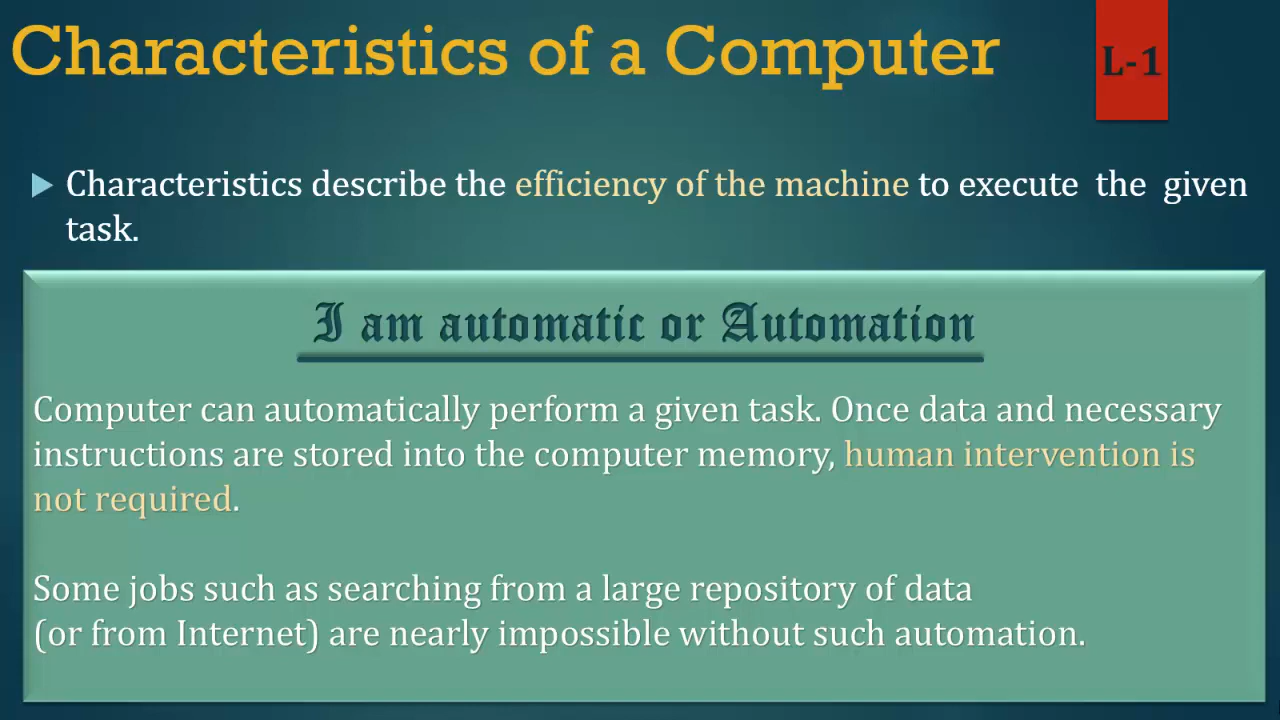 Characteristics of a Computer
L-1
Characteristics describe the efficiency of the machine to execute the given
task.
I am automatic or Automation
Computer can automatically perform a given task. Once data and necessary
instructions are stored into the computer memory, human intervention is
not required.
Some jobs such as searching from a large repository of data
(or from Internet) are nearly impossible without such automation.